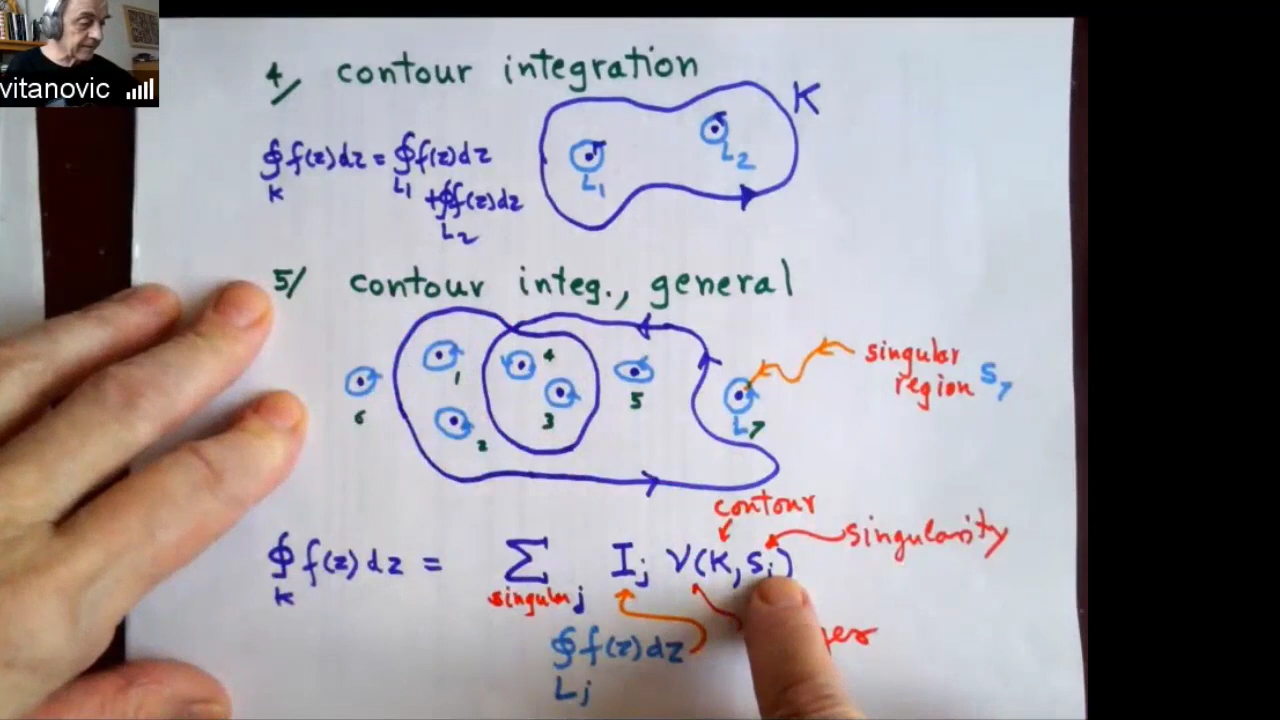 vitanovic
4/ contour integration
K
∮f(z)dz = ∮f(z)dz
K L1
+∮f(z)dz
L2
L1
L2
5/ contour integ., general
1
2
3
4
5
6
L7
singular
region S7
contour
singularity
∮ f(z)dz = Σ Ij ν(K,Sj)
K singular j
∮f(z)dz
Lj